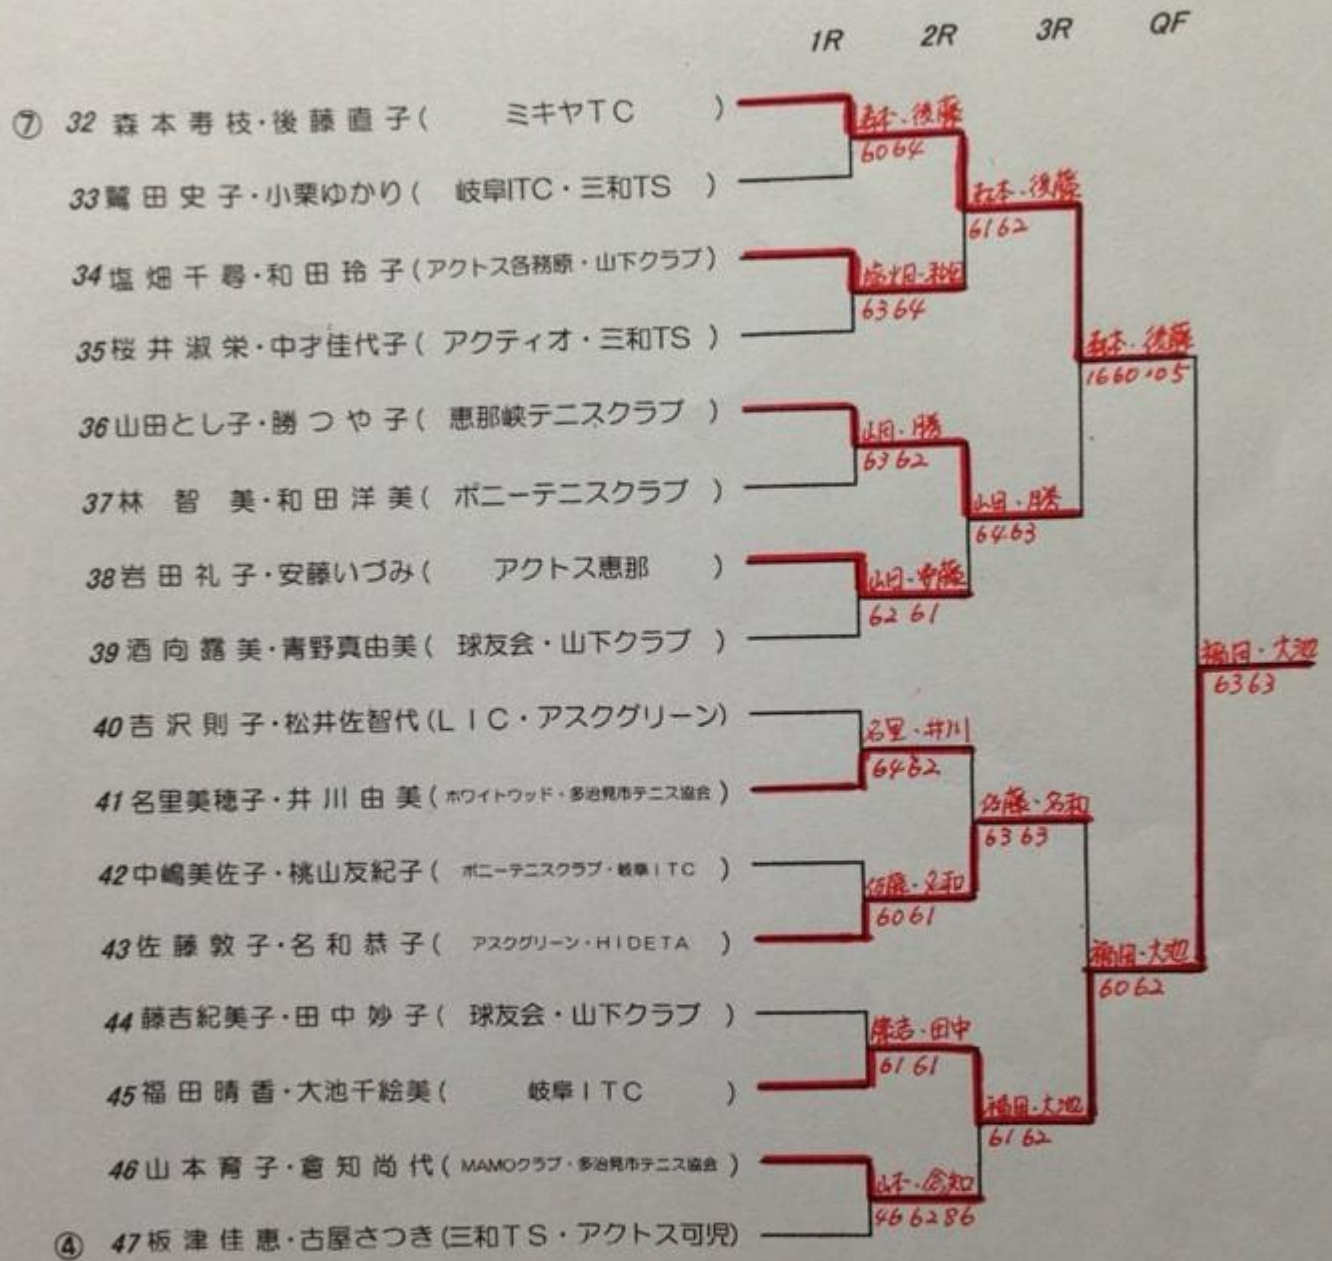 1R 2R 3R QF
⑦ 32 森本寿枝・後藤直子( ミキヤTC )
森本・後藤
6064
33 鷲田史子・小栗ゆかり( 岐阜ITC・三和TS )
森本・後藤
6162
34 塩畑千尋・和田玲子(アクトス各務原・山下クラブ)
塩畑・和田
6364
35 桜井淑栄・中才佳代子( アクティオ・三和TS )
森本・後藤
1660・05
36 山田とし子・勝つや子( 恵那峡テニスクラブ )
山田・勝
6362
37 林智美・和田洋美( ポニーテニスクラブ )
山田・勝
6463
38 岩田礼子・安藤いづみ( アクトス恵那 )
山田・安藤
62 61
39 酒向露美・青野真由美( 球友会・山下クラブ )
福田・大池
6363
40 吉沢則子・松井佐智代(LIC・アスクグリーン)
名里・井川
6462
41 名里美穂子・井川由美(ホワイトウッド・多治見市テニス協会)
佐藤・名和
6363
42 中嶋美佐子・桃山友紀子( ポニーテニスクラブ・岐阜ITC )
佐藤・名和
6061
43 佐藤敦子・名和恭子( アスクグリーン・HIDETA )
福田・大池
6062
44 藤吉紀美子・田中妙子( 球友会・山下クラブ )
藤吉・田中
6161
45 福田晴香・大池千絵美( 岐阜ITC )
福田・大池
6162
46 山本育子・倉知尚代(MAMOクラブ・多治見市テニス協会)
山本・倉知
466286
④ 47 板津佳恵・古屋さつき(三和TS・アクトス可児)